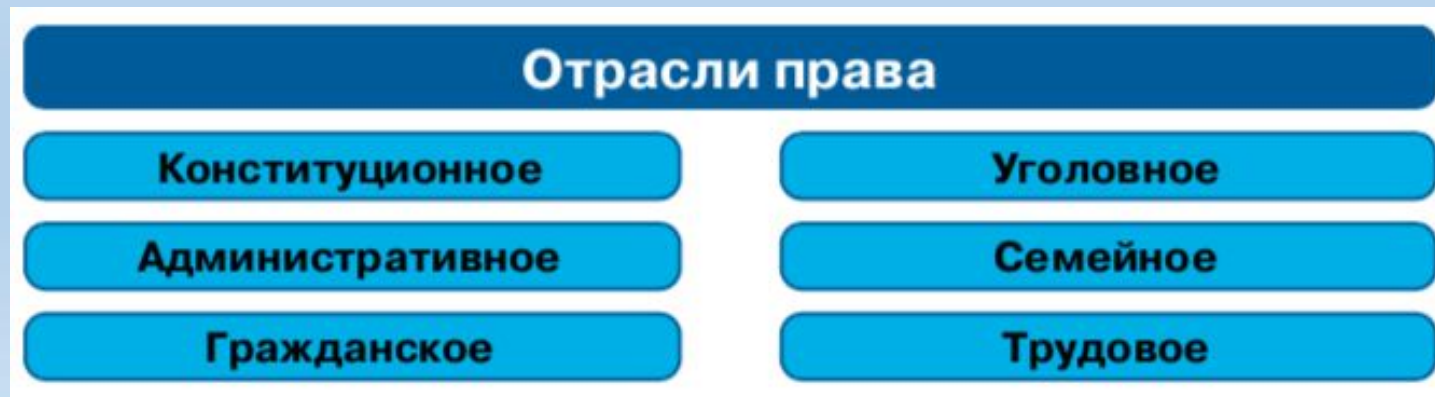 Отрасли права
Конституционное
Уголовное
Административное
Семейное
Гражданское
Трудовое